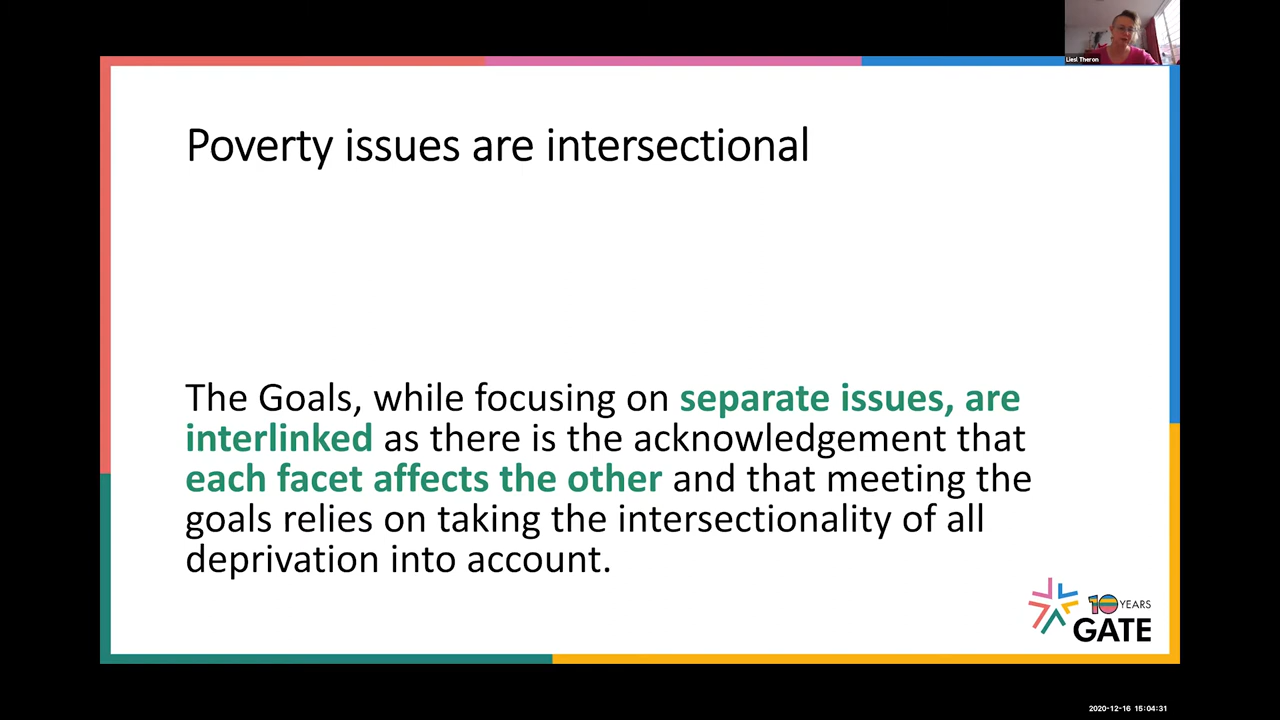 Liesl Theron
Poverty issues are intersectional
The Goals, while focusing on separate issues, are
interlinked as there is the acknowledgement that
each facet affects the other and that meeting the
goals relies on taking the intersectionality of all
deprivation into account.
10 YEARS
GATE
2020-12-16 15:04:31